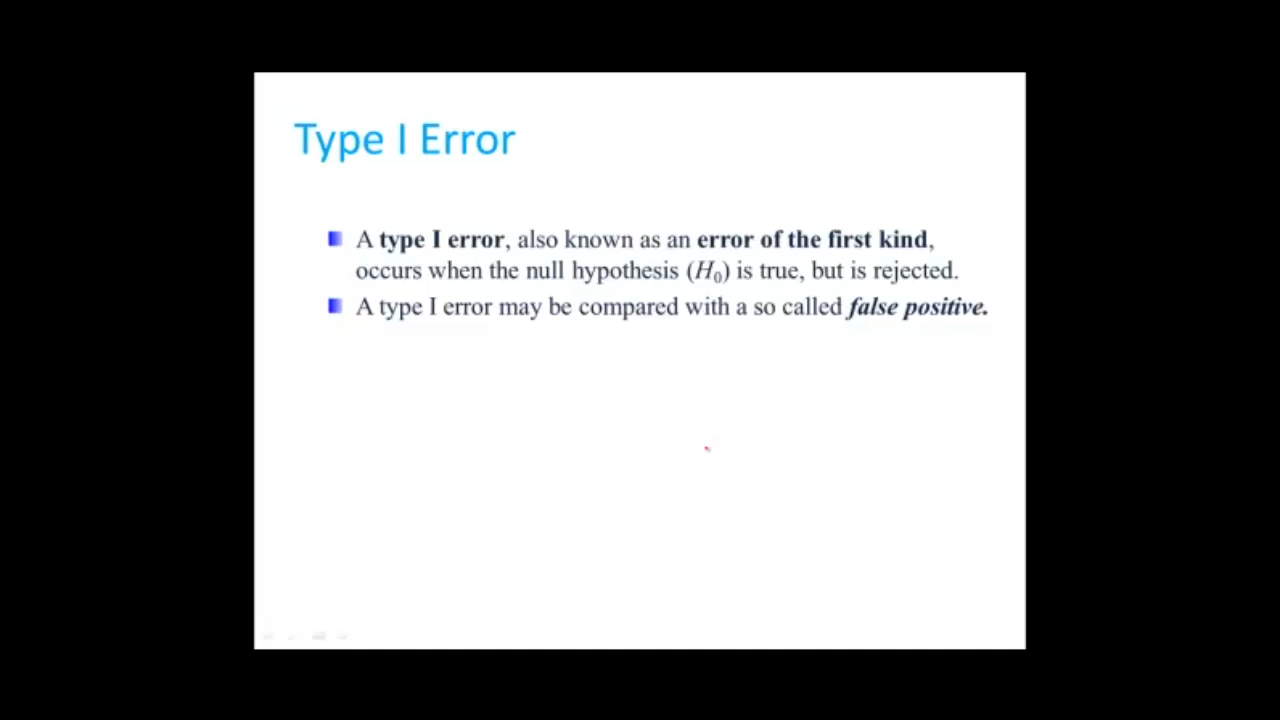 Type I Error
A type I error, also known as an error of the first kind,
occurs when the null hypothesis (H₀) is true, but is rejected.
A type I error may be compared with a so called false positive.